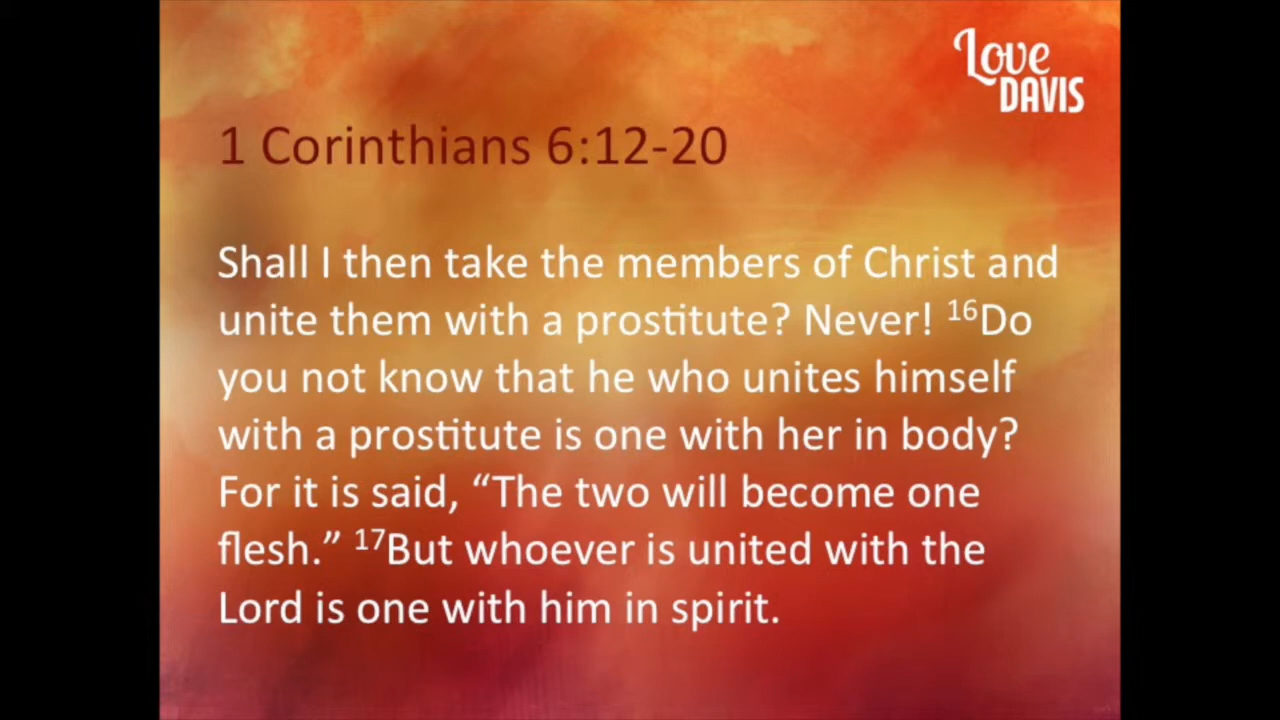 Love
DAVIS
1 Corinthians 6:12-20
Shall I then take the members of Christ and
unite them with a prostitute? Never! ¹⁶Do
you not know that he who unites himself
with a prostitute is one with her in body?
For it is said, “The two will become one
flesh.” ¹⁷But whoever is united with the
Lord is one with him in spirit.